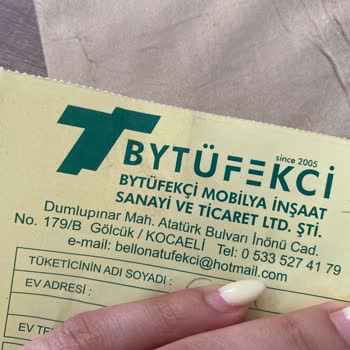 BYTÜFEKCİ
since 2005
BYTÜFEKÇİ MOBİLYA İNŞAAT
SANAYİ VE TİCARET LTD. ŞTİ.
Dumlupınar Mah. Atatürk Bulvarı İnönü Cad.
No. 179/B Gölcük / KOCAELİ Tel: 0 533 527 41 79
e-mail: bellonatufekci@hotmail.com
TÜKETİCİNİN ADI SOYADI :
EV ADRESİ :
EV